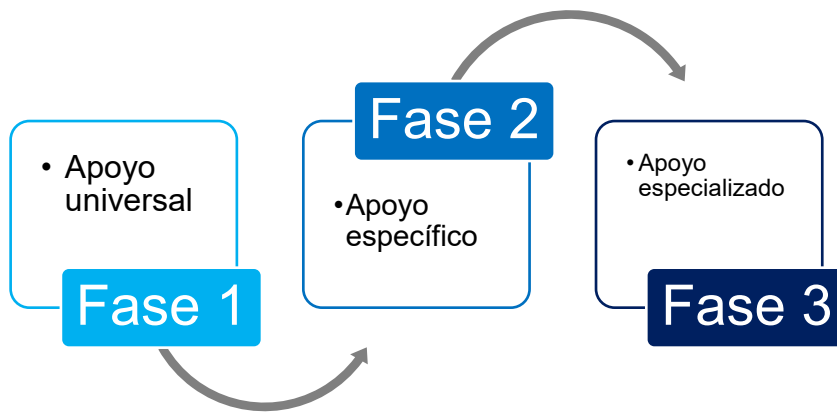 • Apoyo
universal
Fase 1
Fase 2
•Apoyo
específico
•Apoyo
especializado
Fase 3